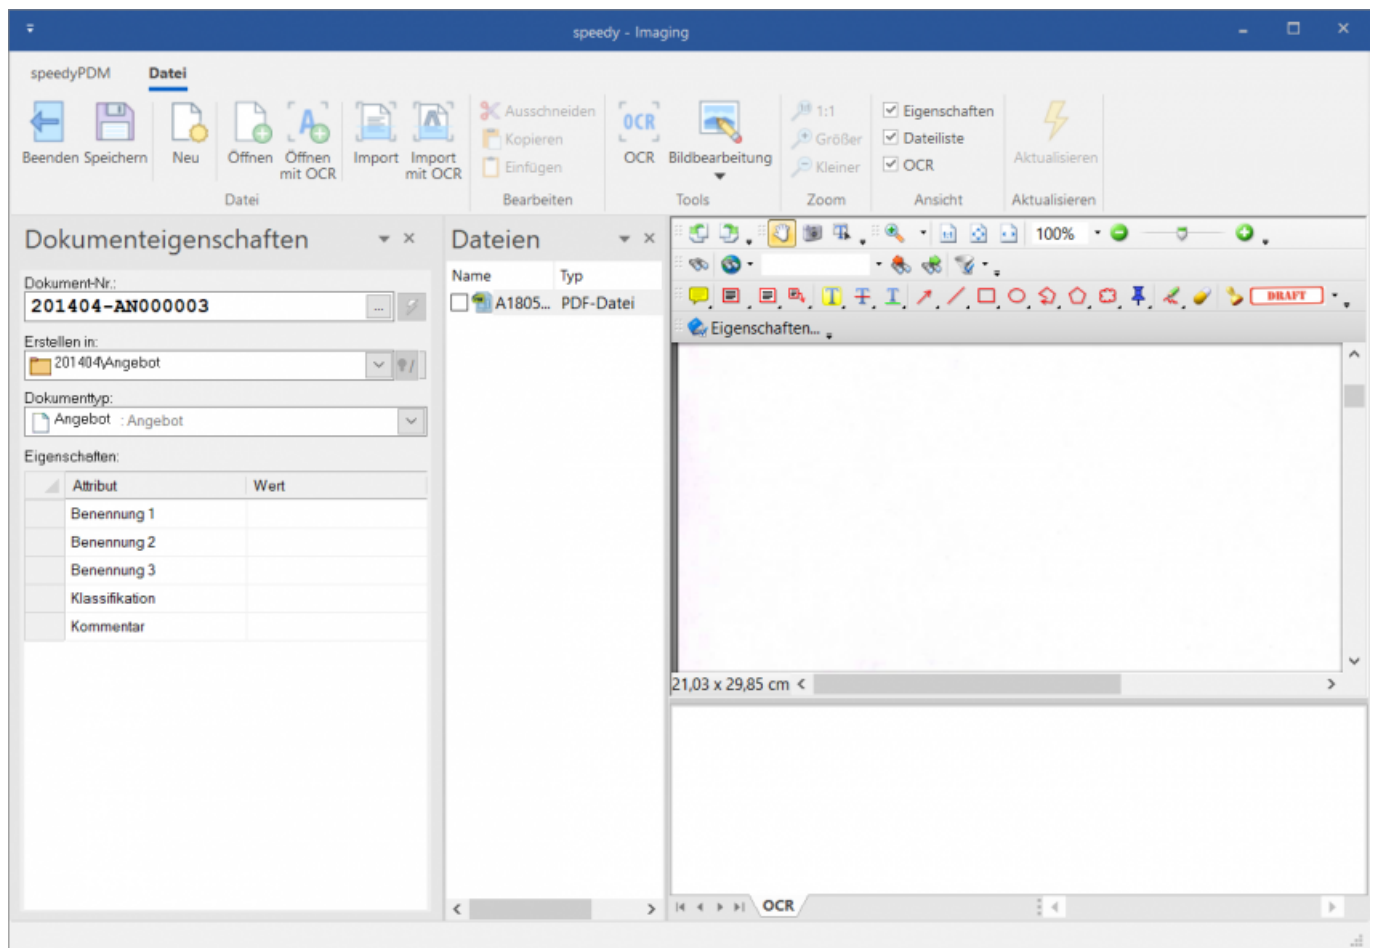 speedy - Imaging
speedyPDM Datei
Beenden Speichern Neu Öffnen Öffnen mit OCR Import Import mit OCR
Datei
Ausschneiden
Kopieren
Einfügen
Bearbeiten
OCR Bildbearbeitung
Tools
1:1
Größer
Kleiner
Zoom
Eigenschaften
Dateiliste
OCR
Ansicht
Aktualisieren
Aktualisieren
Dokumenteigenschaften
Dokument-Nr.:
201404-AN000003 ...
Erstellen in:
201404\Angebot
Dokumenttyp:
Angebot : Angebot
Eigenschaften:
Attribut Wert
Benennung 1
Benennung 2
Benennung 3
Klassifikation
Kommentar
Dateien
Name Typ
A1805... PDF-Datei
100%
DRAFT
Eigenschaften...
21,03 x 29,85 cm
OCR